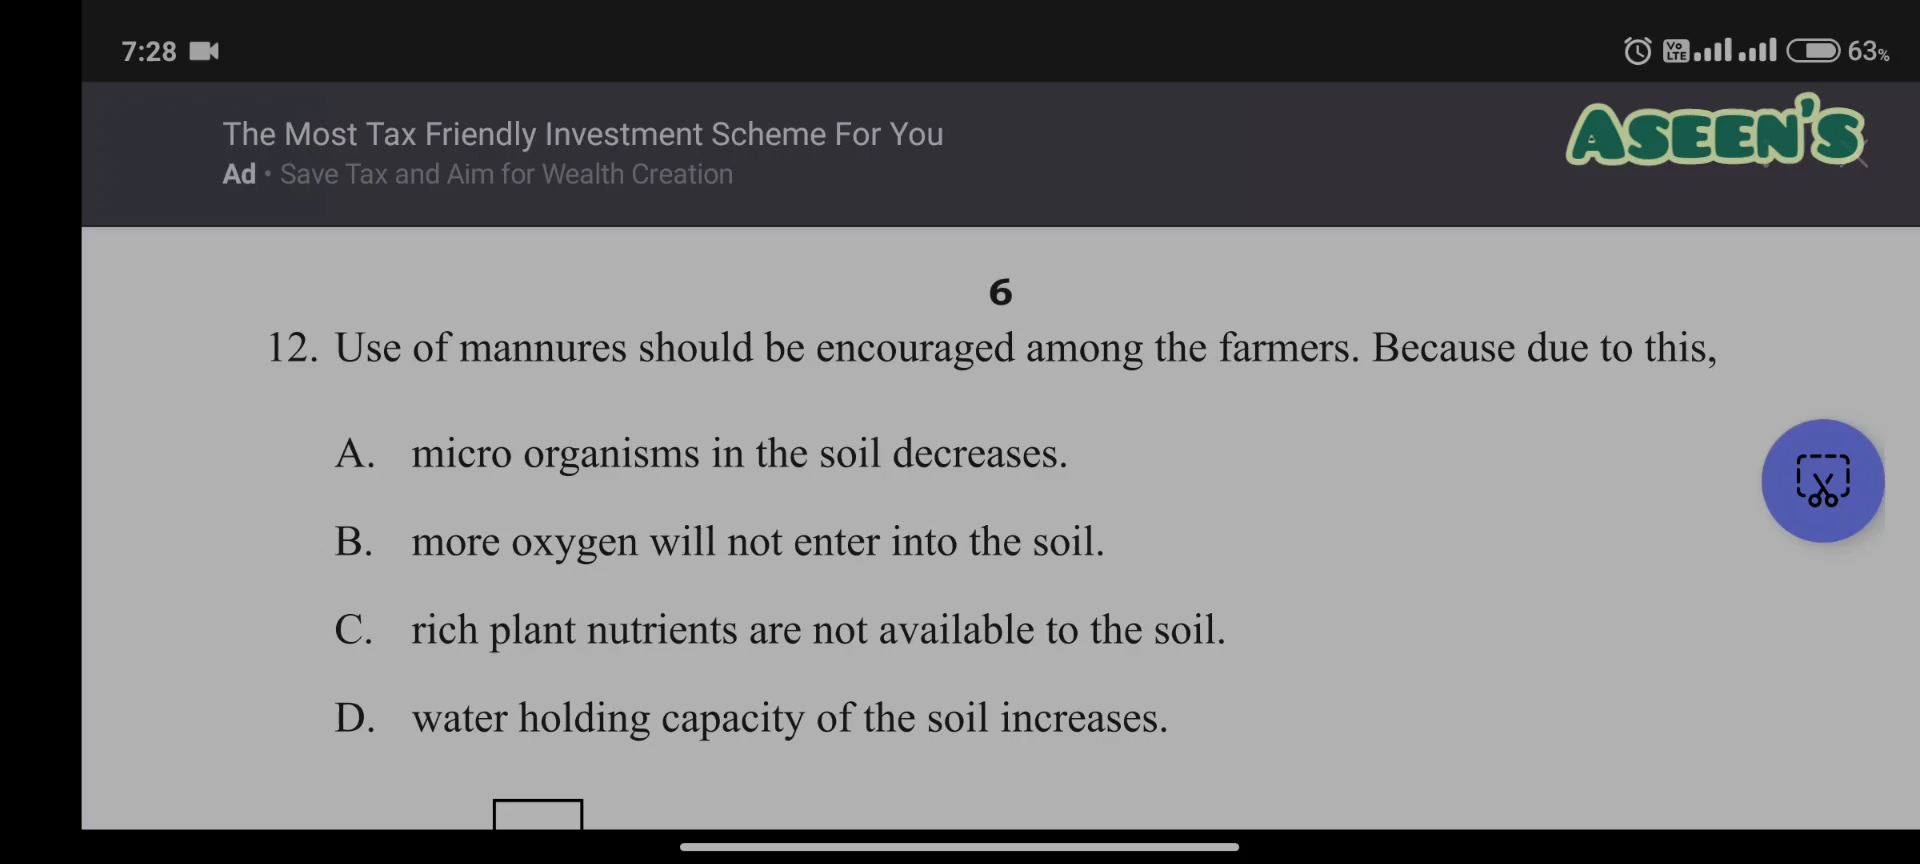 7:28 Vo LTE 63%
The Most Tax Friendly Investment Scheme For You
ASEEN'S
Ad • Save Tax and Aim for Wealth Creation
6
12. Use of mannures should be encouraged among the farmers. Because due to this,
A. micro organisms in the soil decreases.
B. more oxygen will not enter into the soil.
C. rich plant nutrients are not available to the soil.
D. water holding capacity of the soil increases.